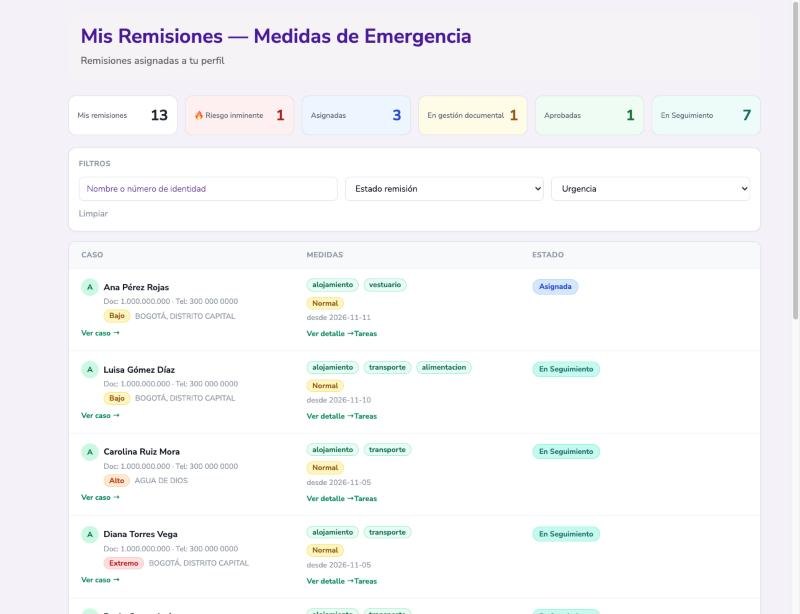 Mis Remisiones — Medidas de Emergencia
Remisiones asignadas a tu perfil
Mis remisiones 13
🔥 Riesgo inminente 1
Asignadas 3
En gestión documental 1
Aprobadas 1
En Seguimiento 7
FILTROS
Nombre o número de identidad
Estado remisión
Urgencia
Limpiar
CASO MEDIDAS ESTADO
A Ana Pérez Rojas alojamiento vestuario Asignada
Doc: 1.000.000.000 · Tel: 300 000 0000 Normal
Bajo BOGOTÁ, DISTRITO CAPITAL desde 2026-11-11
Ver caso → Ver detalle →Tareas
A Luisa Gómez Díaz alojamiento transporte alimentacion En Seguimiento
Doc: 1.000.000.000 · Tel: 300 000 0000 Normal
Bajo BOGOTÁ, DISTRITO CAPITAL desde 2026-11-10
Ver caso → Ver detalle →Tareas
A Carolina Ruiz Mora alojamiento transporte En Seguimiento
Doc: 1.000.000.000 · Tel: 300 000 0000 Normal
Alto AGUA DE DIOS desde 2026-11-05
Ver caso → Ver detalle →Tareas
A Diana Torres Vega alojamiento transporte En Seguimiento
Doc: 1.000.000.000 · Tel: 300 000 0000 Normal
Extremo BOGOTÁ, DISTRITO CAPITAL desde 2026-11-05
Ver caso → Ver detalle →Tareas